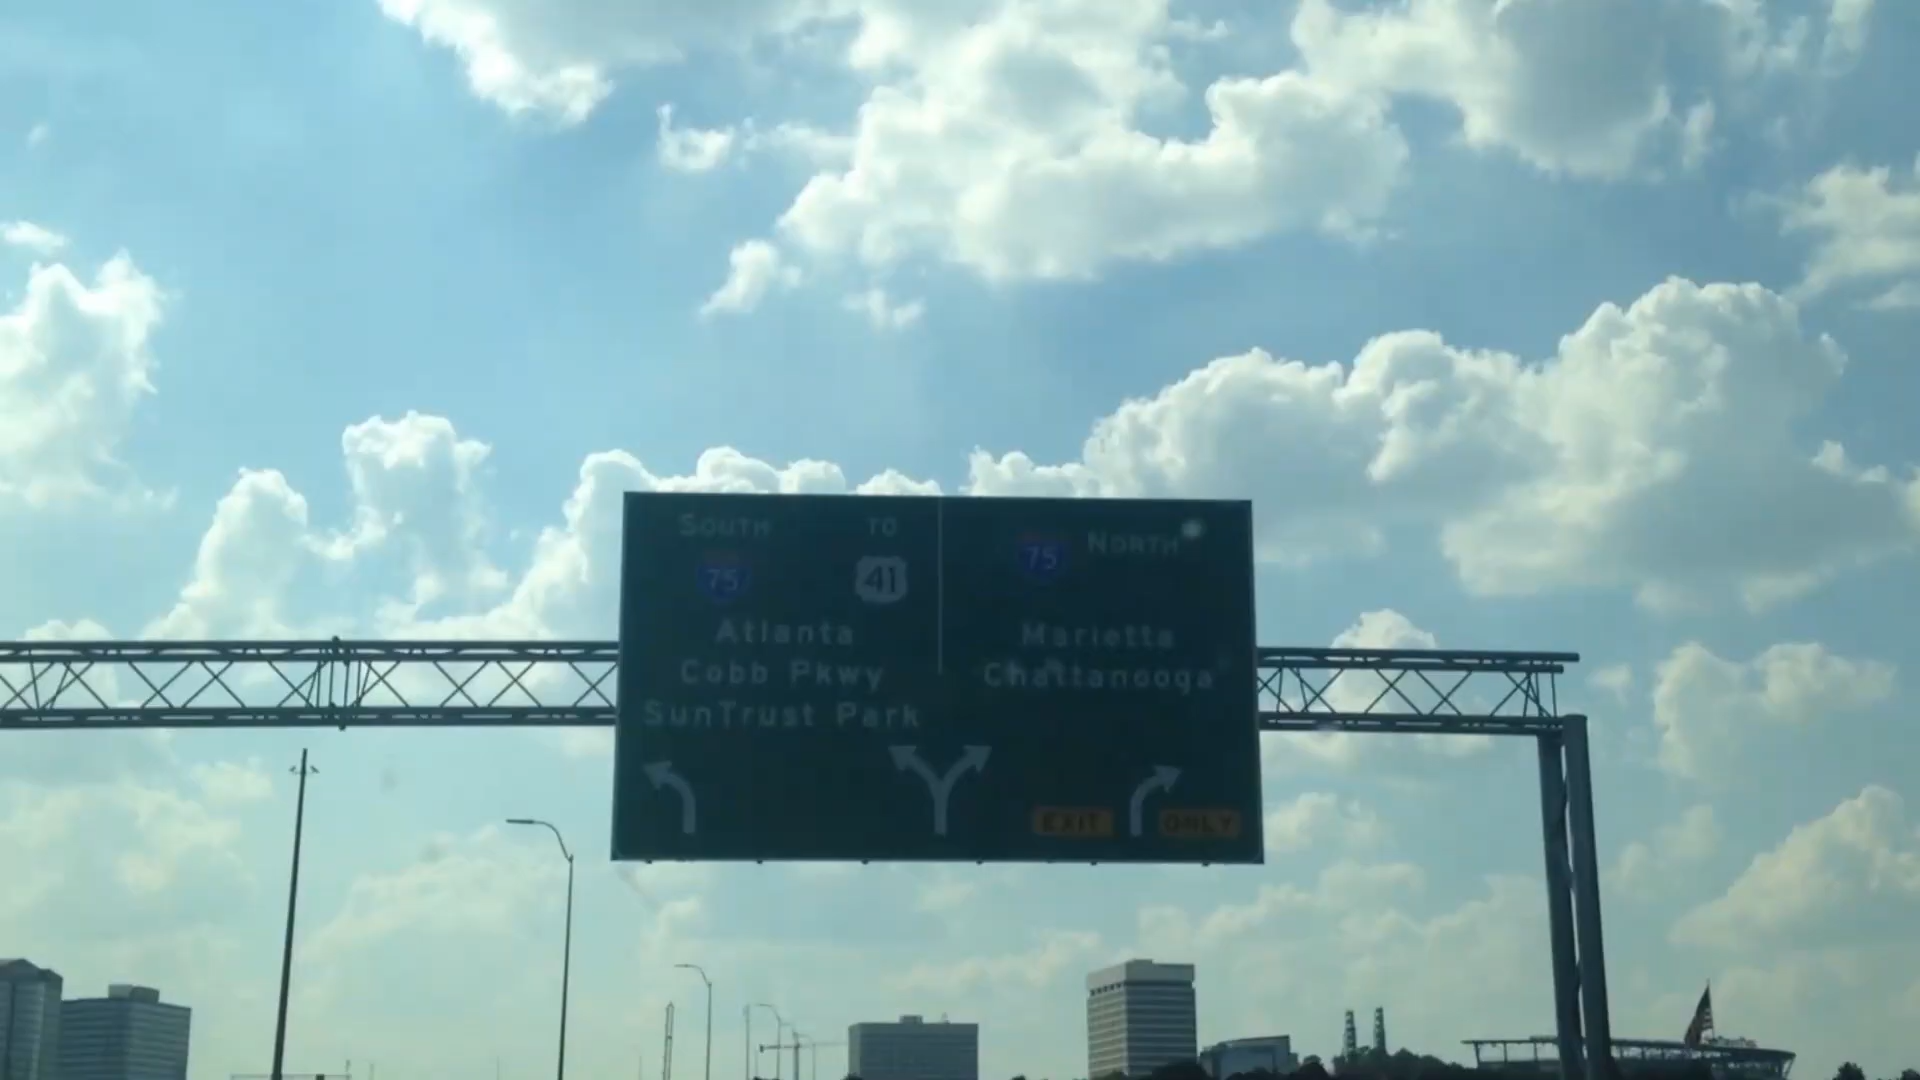 SOUTH TO
75 41
Atlanta
Cobb Pkwy
SunTrust Park
75 NORTH
Marietta
Chattanooga
EXIT ONLY